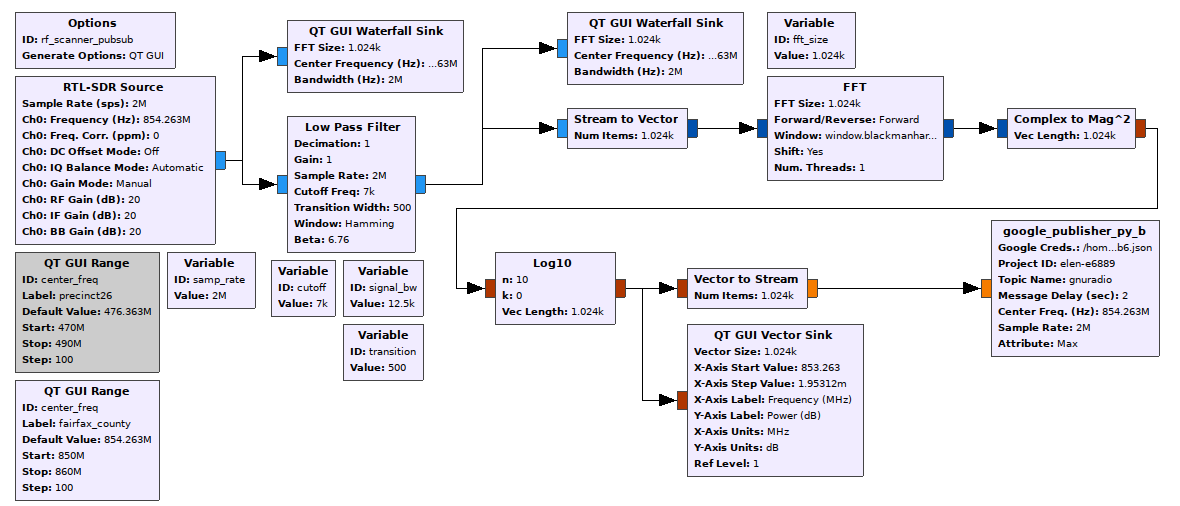 Options
ID: rf_scanner_pubsub
Generate Options: QT GUI
RTL-SDR Source
Sample Rate (sps): 2M
Ch0: Frequency (Hz): 854.263M
Ch0: Freq. Corr. (ppm): 0
Ch0: DC Offset Mode: Off
Ch0: IQ Balance Mode: Automatic
Ch0: Gain Mode: Manual
Ch0: RF Gain (dB): 20
Ch0: IF Gain (dB): 20
Ch0: BB Gain (dB): 20
QT GUI Waterfall Sink
FFT Size: 1.024k
Center Frequency (Hz): ...63M
Bandwidth (Hz): 2M
Low Pass Filter
Decimation: 1
Gain: 1
Sample Rate: 2M
Cutoff Freq: 7k
Transition Width: 500
Window: Hamming
Beta: 6.76
QT GUI Waterfall Sink
FFT Size: 1.024k
Center Frequency (Hz): ...63M
Bandwidth (Hz): 2M
Variable
ID: fft_size
Value: 1.024k
Stream to Vector
Num Items: 1.024k
FFT
FFT Size: 1.024k
Forward/Reverse: Forward
Window: window.blackmanhar...
Shift: Yes
Num. Threads: 1
Complex to Mag^2
Vec Length: 1.024k
QT GUI Range
ID: center_freq
Label: precinct26
Default Value: 476.363M
Start: 470M
Stop: 490M
Step: 100
Variable
ID: samp_rate
Value: 2M
Variable
ID: cutoff
Value: 7k
Variable
ID: signal_bw
Value: 12.5k
Variable
ID: transition
Value: 500
QT GUI Range
ID: center_freq
Label: fairfax_county
Default Value: 854.263M
Start: 850M
Stop: 860M
Step: 100
Log10
n: 10
k: 0
Vec Length: 1.024k
Vector to Stream
Num Items: 1.024k
QT GUI Vector Sink
Vector Size: 1.024k
X-Axis Start Value: 853.263
X-Axis Step Value: 1.95312m
X-Axis Label: Frequency (MHz)
Y-Axis Label: Power (dB)
X-Axis Units: MHz
Y-Axis Units: dB
Ref Level: 1
google_publisher_py_b
Google Creds.: /hom...b6.json
Project ID: elen-e6889
Topic Name: gnuradio
Message Delay (sec): 2
Center Freq. (Hz): 854.263M
Sample Rate: 2M
Attribute: Max